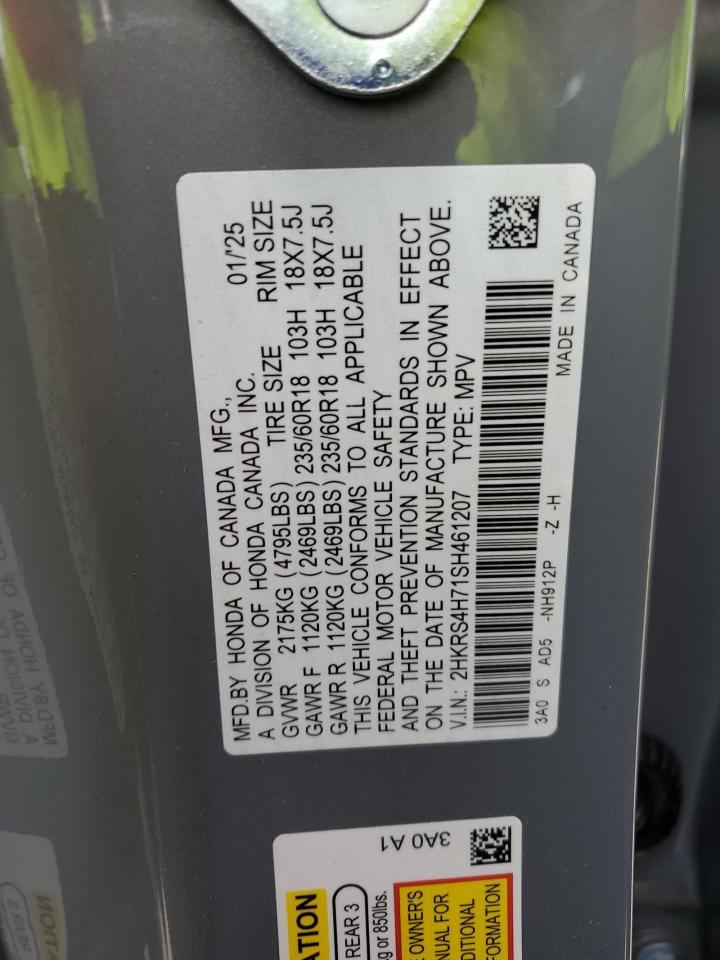 MFD.BY HONDA OF CANADA MFG., 01/'25
A DIVISION OF HONDA CANADA INC.
GVWR 2175KG (4795LBS) TIRE SIZE RIM SIZE
GAWR F 1120KG (2469LBS) 235/60R18 103H 18X7.5J
GAWR R 1120KG (2469LBS) 235/60R18 103H 18X7.5J
THIS VEHICLE CONFORMS TO ALL APPLICABLE
FEDERAL MOTOR VEHICLE SAFETY
AND THEFT PREVENTION STANDARDS IN EFFECT
ON THE DATE OF MANUFACTURE SHOWN ABOVE.
V.I.N.: 2HKRS4H71SH461207 TYPE: MPV
3A0 S AD5 -NH912P -Z -H
MADE IN CANADA
3A0 A1
ATION
REAR 3
kg or 850lbs.
OWNER'S
MANUAL FOR
FORMATION